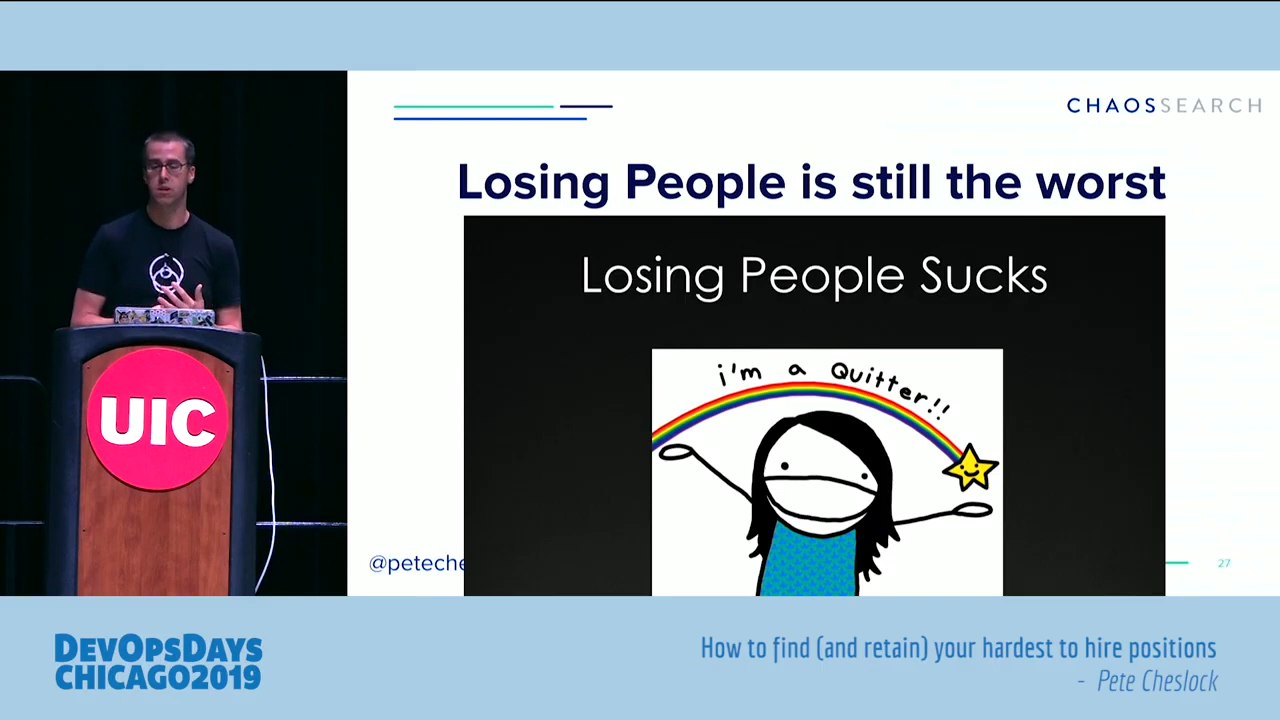 CHAOSSEARCH
Losing People is still the worst
Losing People Sucks
i'm a Quitter!!
UIC
@peteche
27
DEVOPSDAYS
CHICAGO2019
How to find (and retain) your hardest to hire positions
- Pete Cheslock